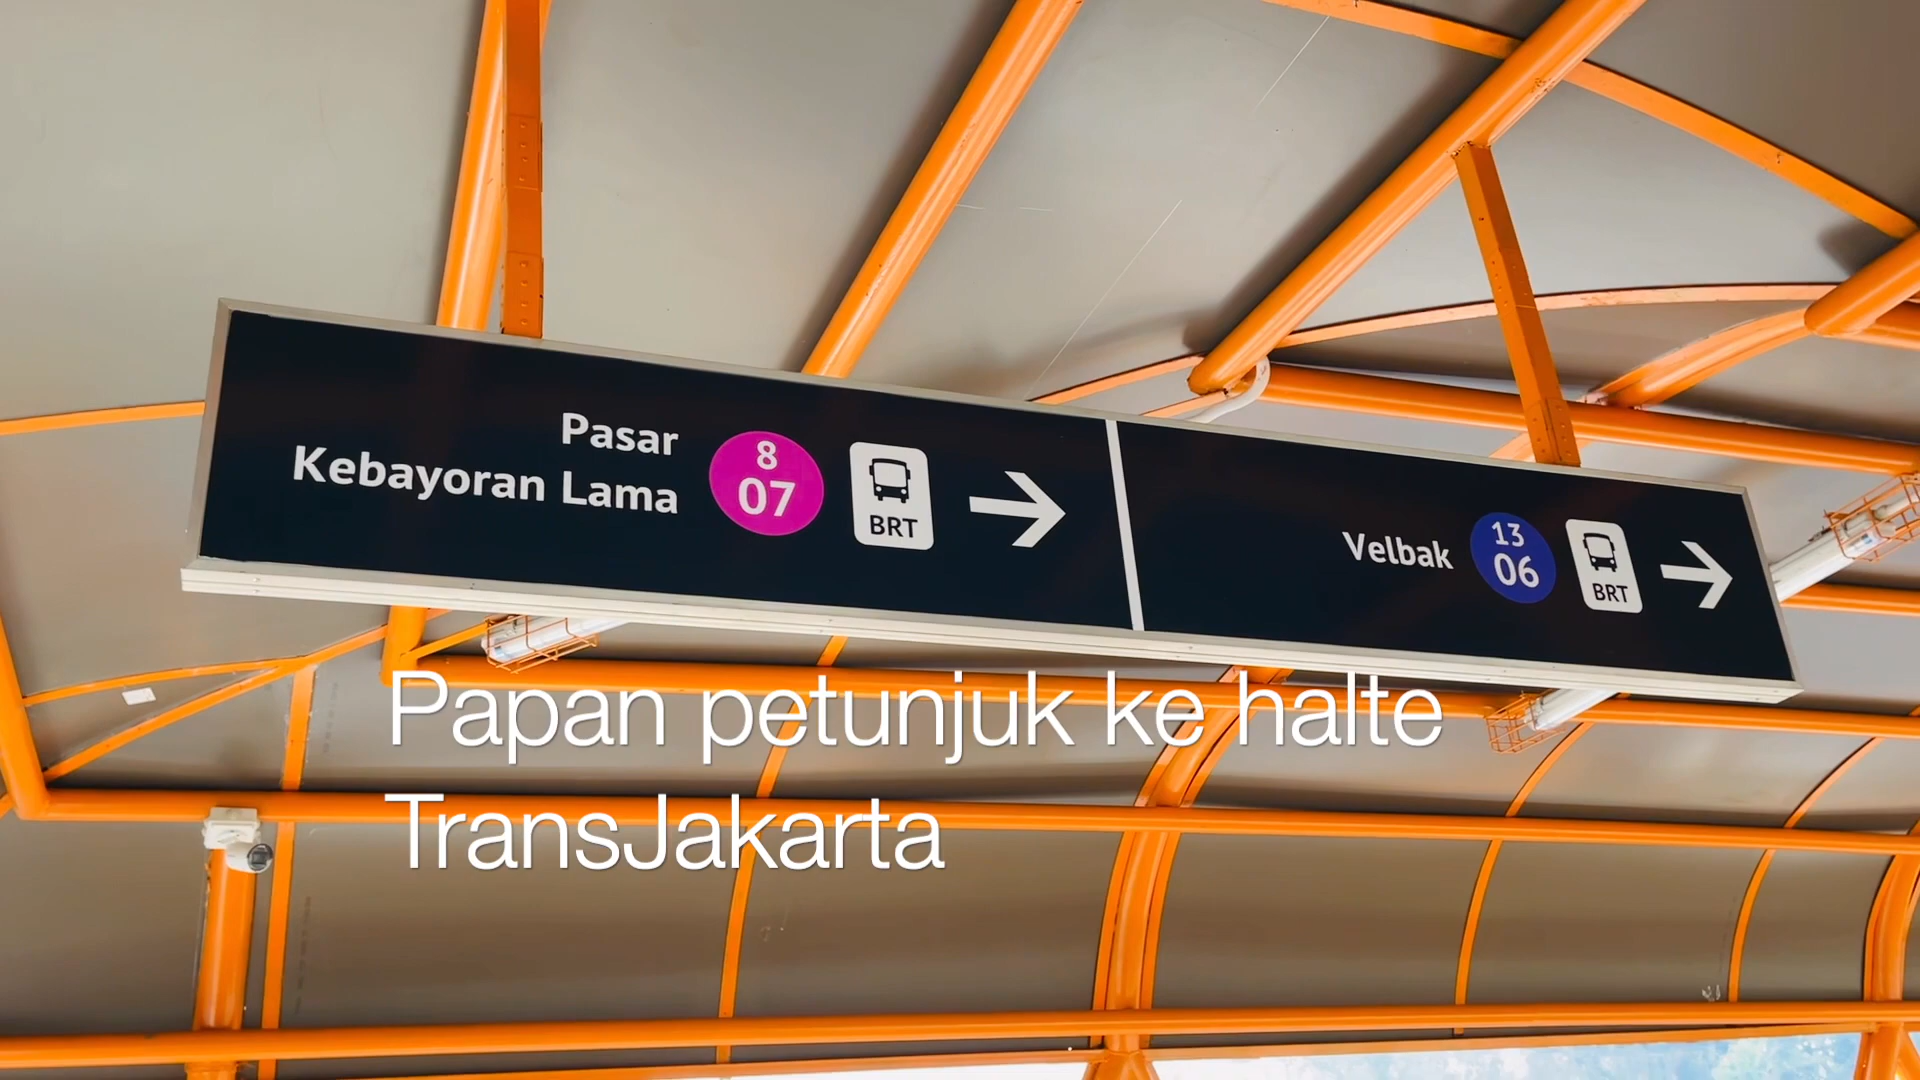 Pasar
Kebayoran Lama
8
07
BRT
Velbak
13
06
BRT
Papan petunjuk ke halte
TransJakarta